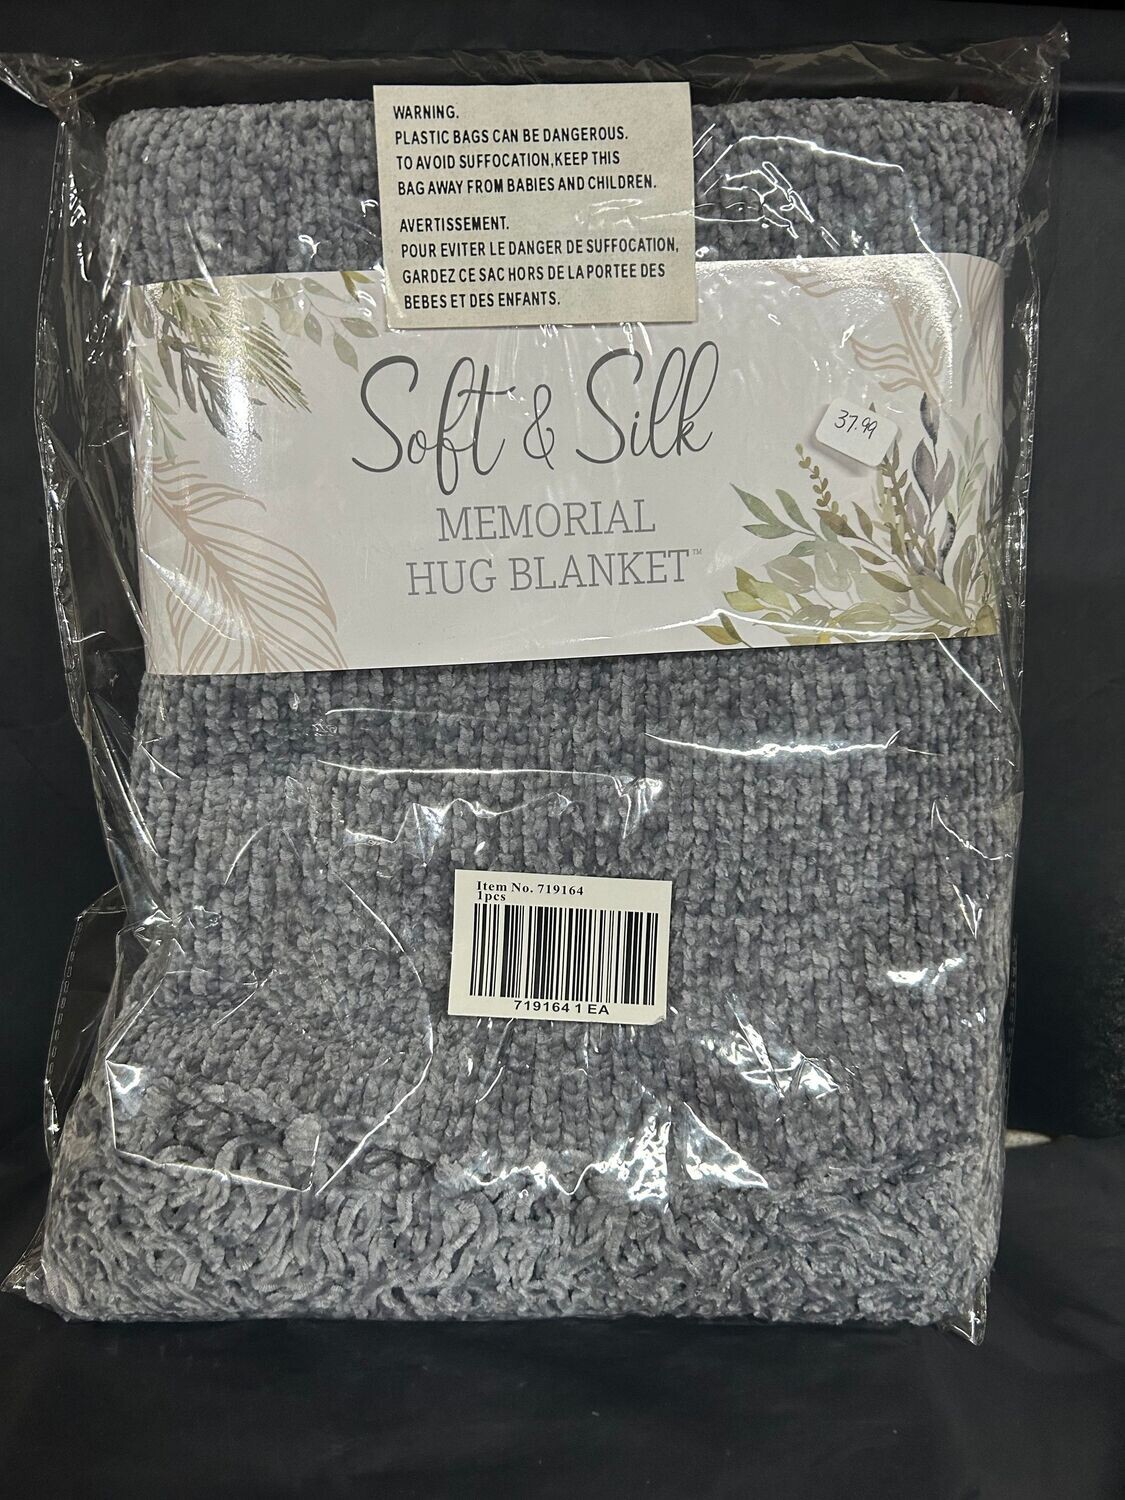 WARNING.
PLASTIC BAGS CAN BE DANGEROUS.
TO AVOID SUFFOCATION,KEEP THIS
BAG AWAY FROM BABIES AND CHILDREN.
AVERTISSEMENT.
POUR EVITER LE DANGER DE SUFFOCATION,
GARDEZ CE SAC HORS DE LA PORTEE DES
BEBES ET DES ENFANTS.
Soft & Silk
37.99
MEMORIAL
HUG BLANKET™
Item No. 719164
1pcs
719164 1 EA